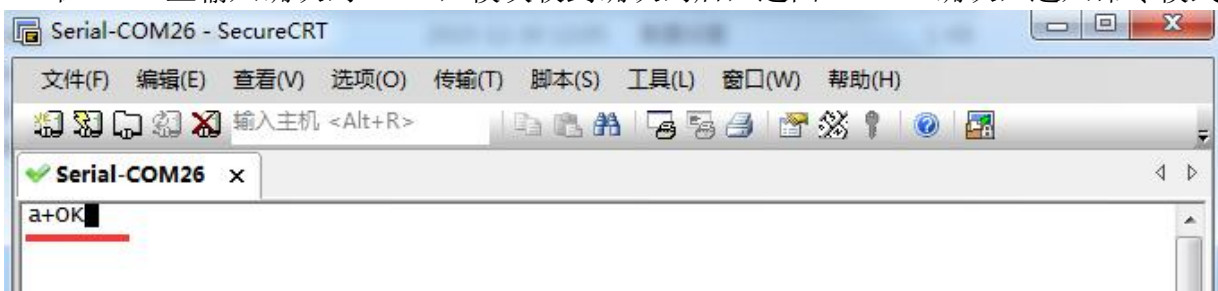 Serial-COM26 - SecureCRT
文件(F) 编辑(E) 查看(V) 选项(O) 传输(T) 脚本(S) 工具(L) 窗口(W) 帮助(H)
输入主机 <Alt+R>
Serial-COM26 x
a+OK